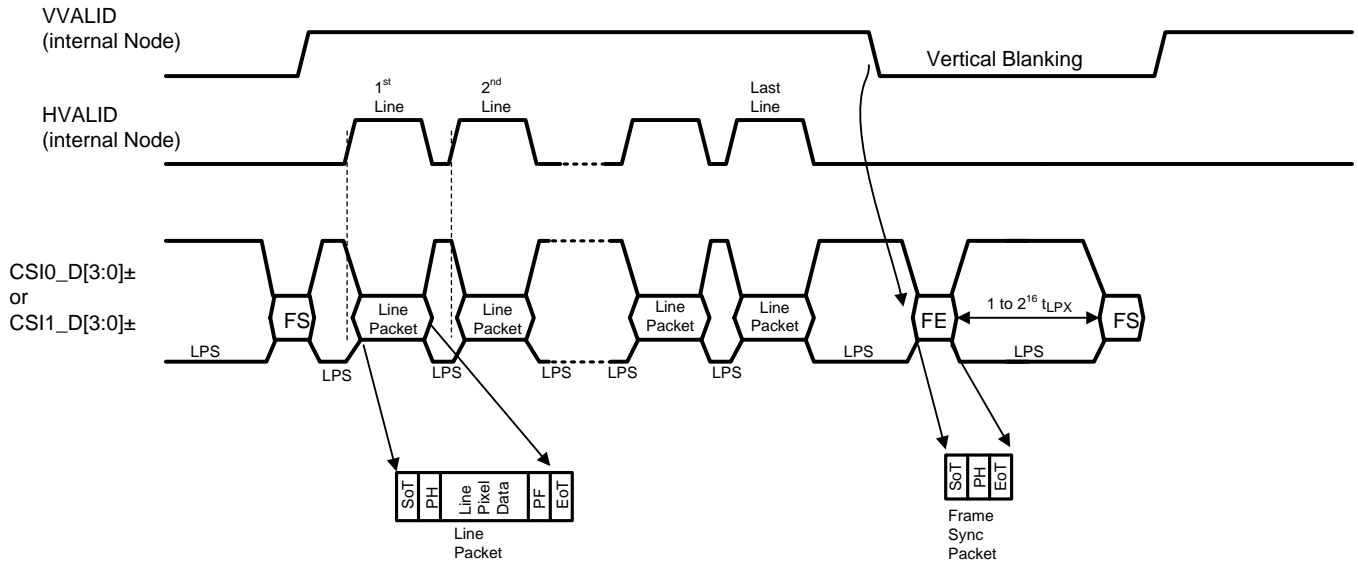 VVALID
(internal Node)
Vertical Blanking
HVALID
(internal Node)
1st
Line
2nd
Line
Last
Line
CSI0_D[3:0]±
or
CSI1_D[3:0]±
LPS
FS
LPS
Line
Packet
LPS
Line
Packet
LPS
LPS
Line
Packet
LPS
Line
Packet
LPS
FE
1 to 2^16 tLPX
LPS
FS
SoT
PH
Line
Pixel
Data
PF
EoT
Line
Packet
SoT
PH
EoT
Frame
Sync
Packet